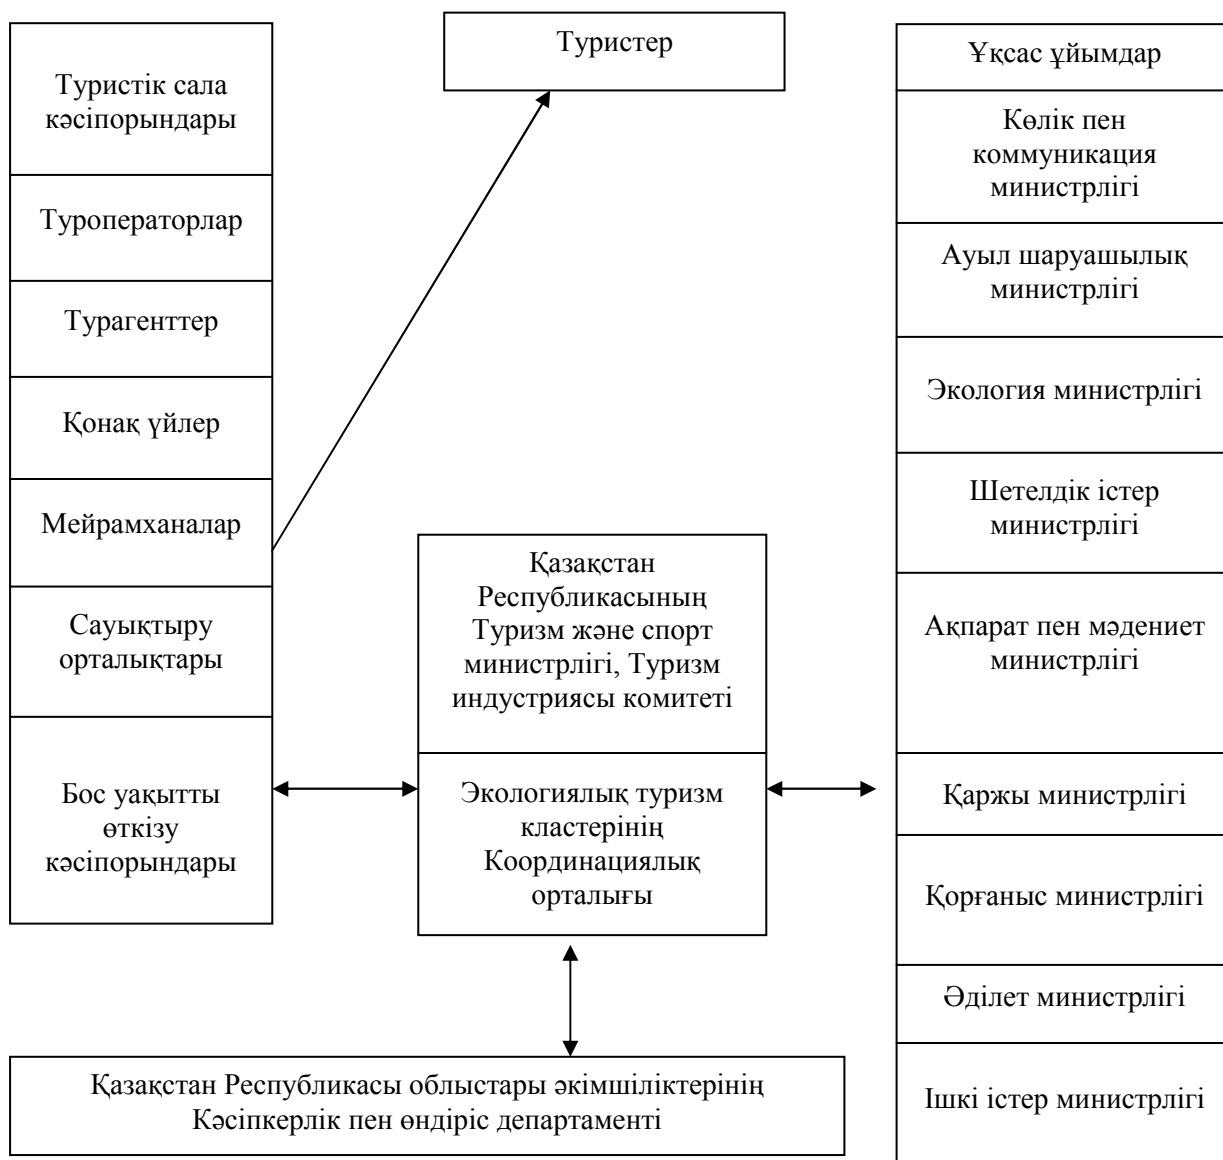 Туристік сала
кәсіпорындары
Туроператорлар
Турагенттер
Қонақ үйлер
Мейрамханалар
Сауықтыру
орталықтары
Бос уақытты
өткізу
кәсіпорындары
Туристер
Қазақстан
Республикасының
Туризм және спорт
министрлігі, Туризм
индустриясы комитеті
Экологиялық туризм
кластерінің
Координациялық
орталығы
Қазақстан Республикасы облыстары әкімшіліктерінің
Кәсіпкерлік пен өндіріс департаменті
Ұқсас ұйымдар
Көлік пен
коммуникация
министрлігі
Ауыл шаруашылық
министрлігі
Экология министрлігі
Шетелдік істер
министрлігі
Ақпарат пен мәдениет
министрлігі
Қаржы министрлігі
Қорғаныс министрлігі
Әділет министрлігі
Ішкі істер министрлігі